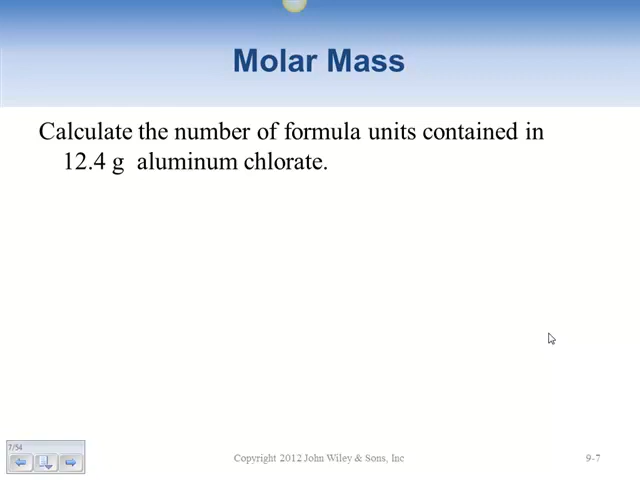 Molar Mass
Calculate the number of formula units contained in
12.4 g aluminum chlorate.
7/54
Copyright 2012 John Wiley & Sons, Inc
9-7